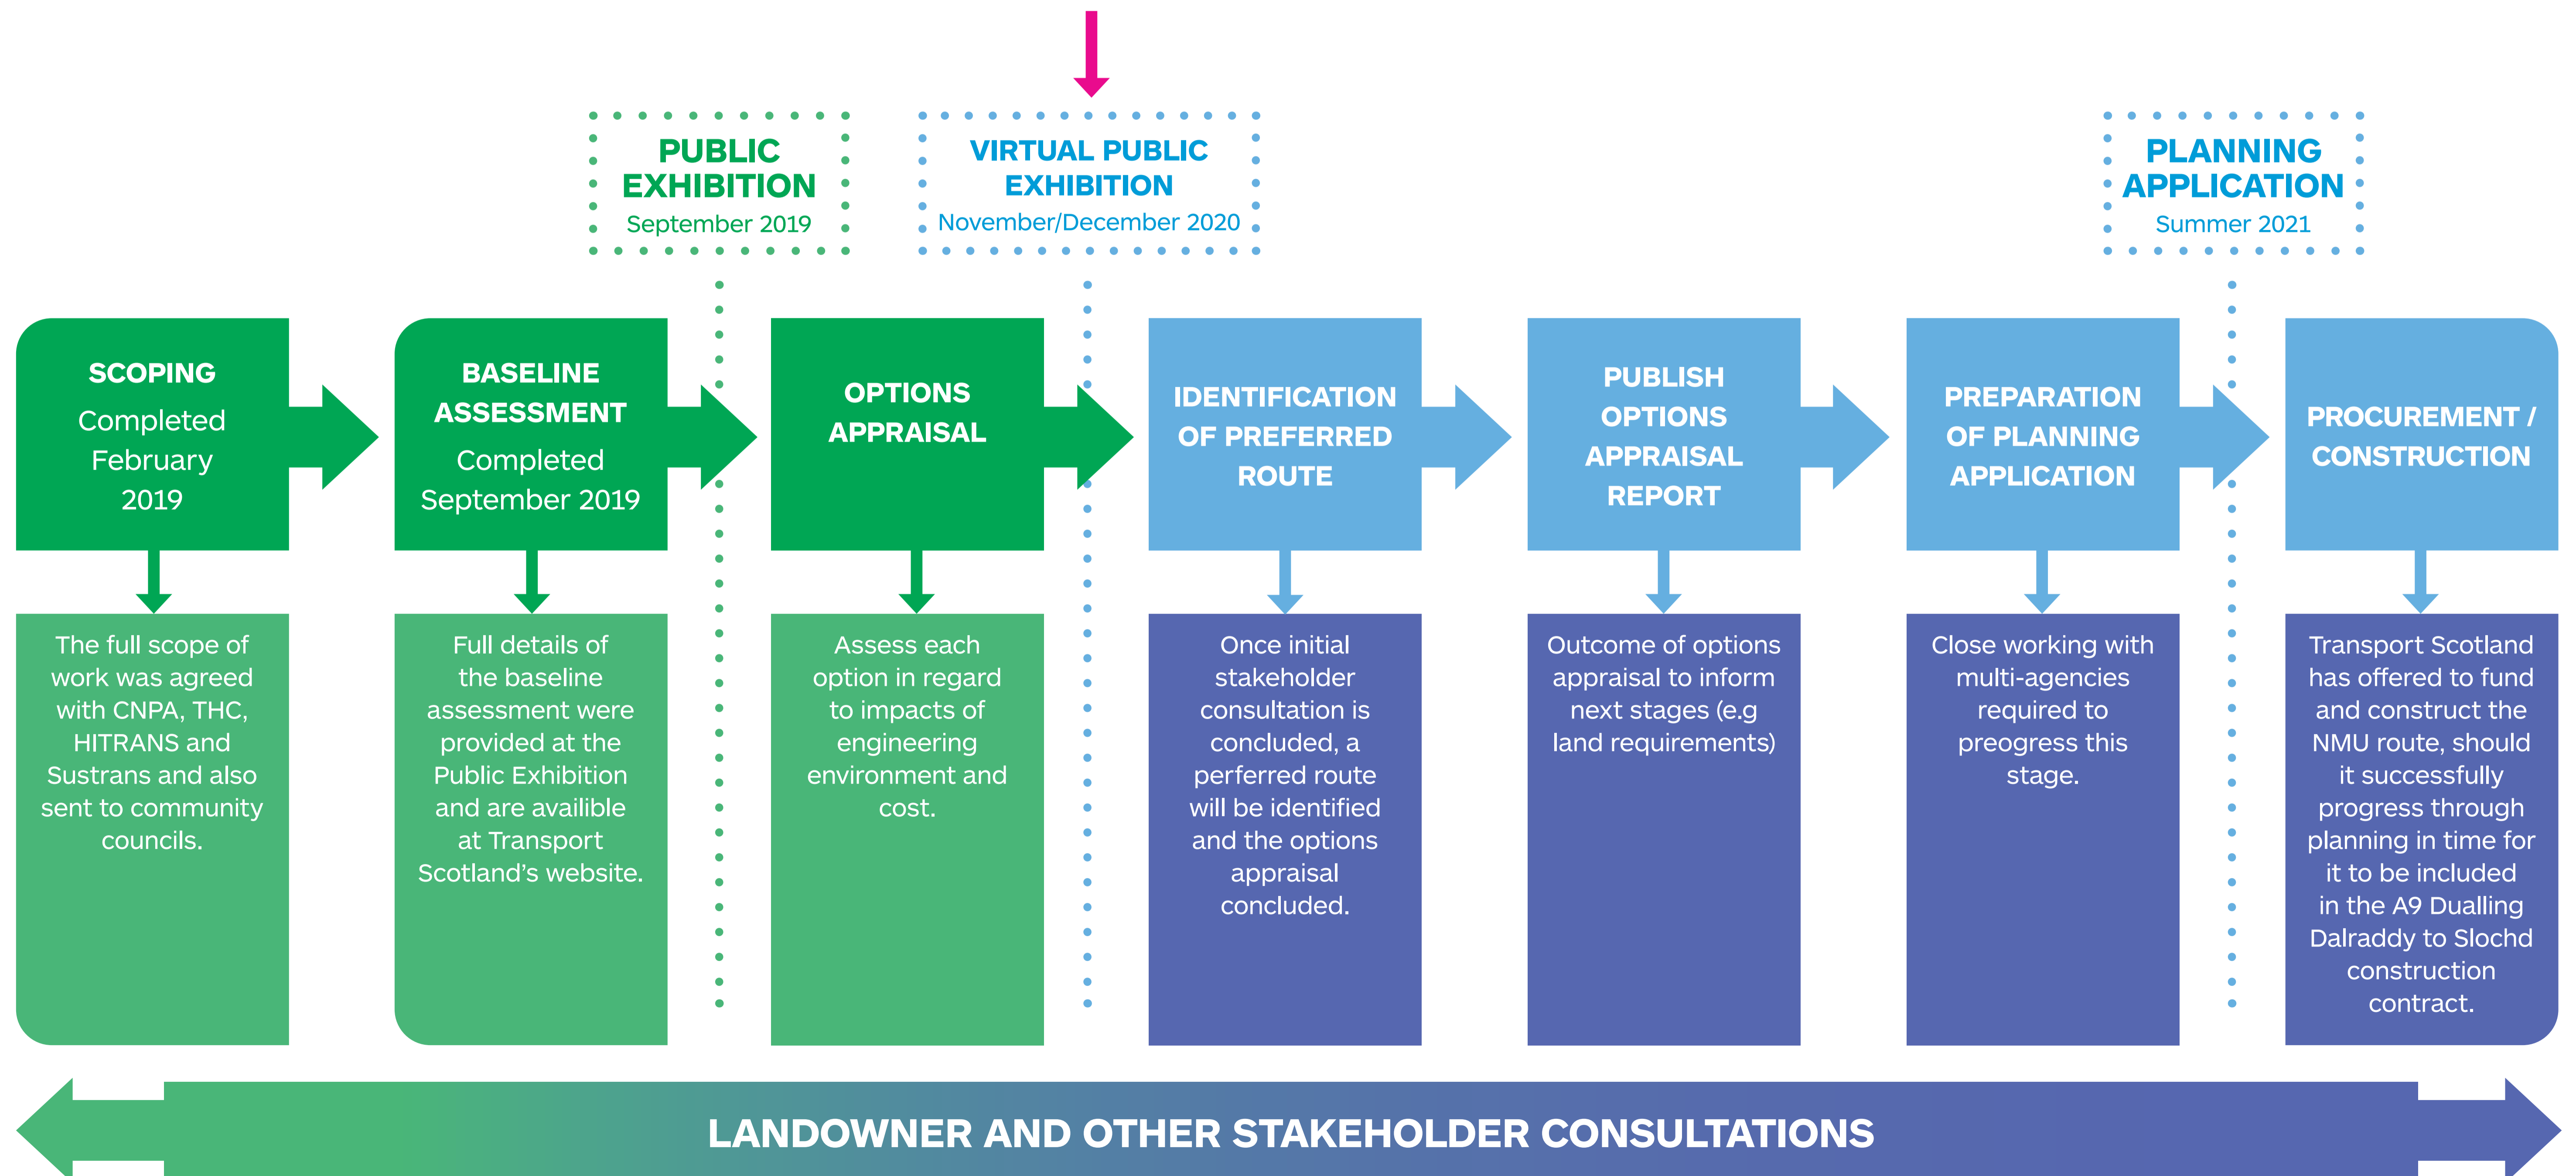 PUBLIC
EXHIBITION
September 2019
VIRTUAL PUBLIC
EXHIBITION
November/December 2020
PLANNING
APPLICATION
Summer 2021
SCOPING
Completed
February
2019
BASELINE
ASSESSMENT
Completed
September 2019
OPTIONS
APPRAISAL
IDENTIFICATION
OF PREFERRED
ROUTE
PUBLISH
OPTIONS
APPRAISAL
REPORT
PREPARATION
OF PLANNING
APPLICATION
PROCUREMENT /
CONSTRUCTION
The full scope of
work was agreed
with CNPA, THC,
HITRANS and
Sustrans and also
sent to community
councils.
Full details of
the baseline
assessment were
provided at the
Public Exhibition
and are availible
at Transport
Scotland's website.
Assess each
option in regard
to impacts of
engineering
environment and
cost.
Once initial
stakeholder
consultation is
concluded, a
perferred route
will be identified
and the options
appraisal
concluded.
Outcome of options
appraisal to inform
next stages (e.g
land requirements)
Close working with
multi-agencies
required to
preogress this
stage.
Transport Scotland
has offered to fund
and construct the
NMU route, should
it successfully
progress through
planning in time for
it to be included
in the A9 Dualling
Dalraddy to Slochd
construction
contract.
LANDOWNER AND OTHER STAKEHOLDER CONSULTATIONS